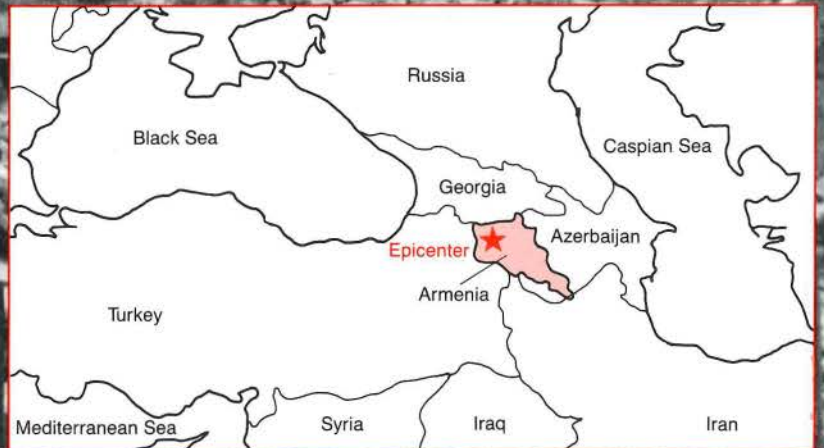 Russia
Black Sea
Caspian Sea
Georgia
Azerbaijan
Epicenter
Armenia
Turkey
Mediterranean Sea
Syria
Iraq
Iran